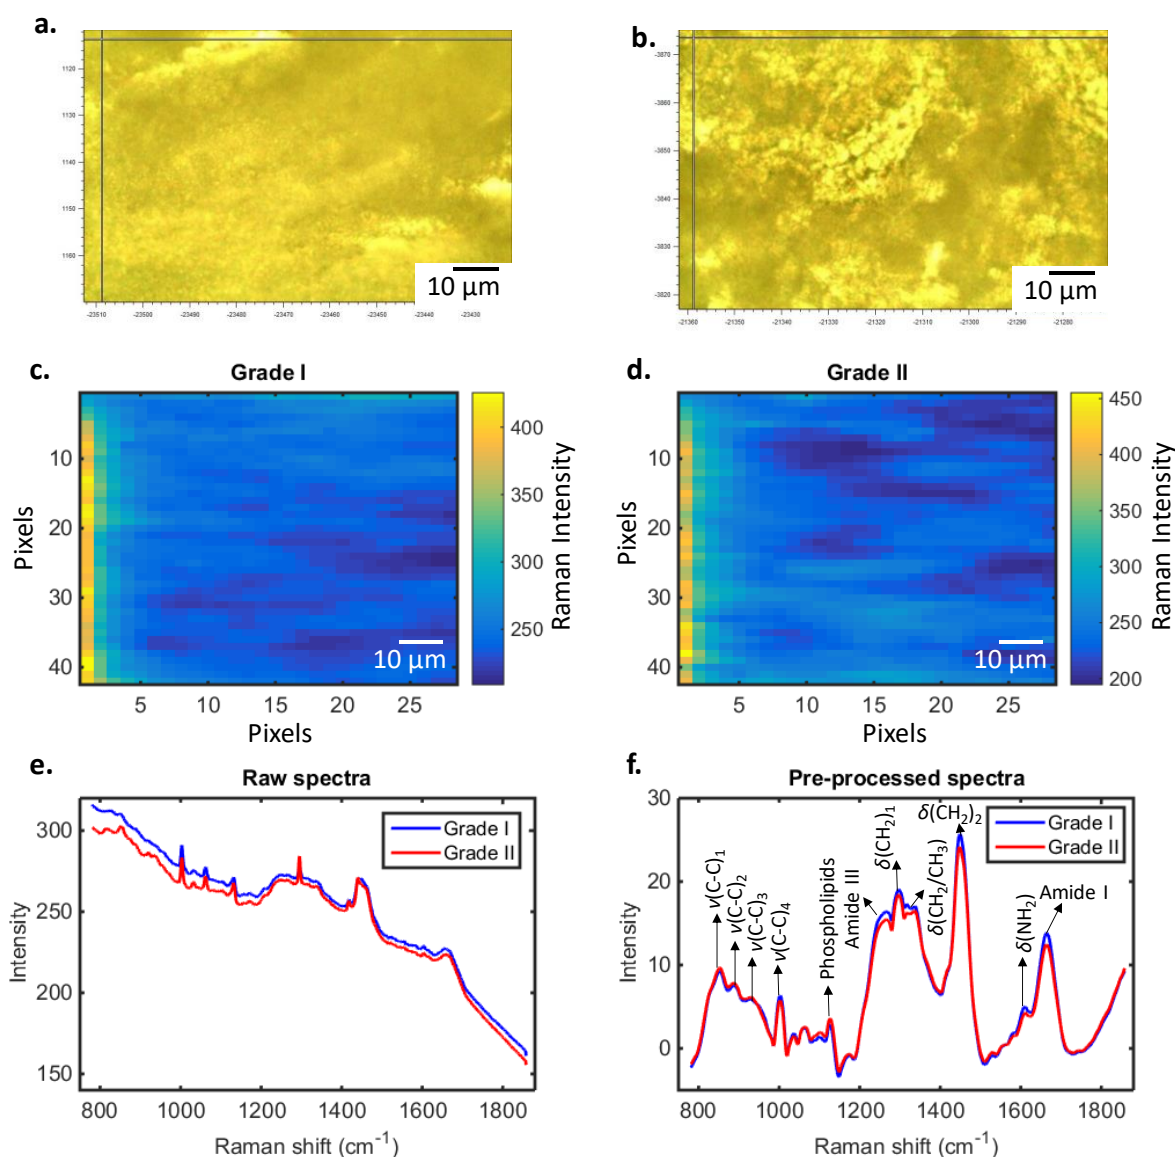 a.
1120
1130
1140
1150
1160
-23510 -23500 -23490 -23480 -23470 -23460 -23450 -23440 -23430
10 µm
b.
-3870
-3860
-3850
-3840
-3830
-3820
-21360 -21350 -21340 -21330 -21320 -21310 -21300 -21290 -21280
10 µm
c.
Grade I
Pixels
10
20
30
40
5 10 15 20 25
Pixels
10 µm
400
350
300
250
Raman Intensity
d.
Grade II
Pixels
10
20
30
40
5 10 15 20 25
Pixels
10 µm
450
400
350
300
250
200
Raman Intensity
e.
Raw spectra
Grade I
Grade II
Intensity
300
250
200
150
800 1000 1200 1400 1600 1800
Raman shift (cm⁻¹)
f.
Pre-processed spectra
Grade I
Grade II
Intensity
30
20
10
0
ν(C-C)₁
ν(C-C)₂
ν(C-C)₃
ν(C-C)₄
Phospholipids
Amide III
δ(CH₂)₁
δ(CH₂/CH₃)
δ(CH₂)₂
δ(NH₂)
Amide I
800 1000 1200 1400 1600 1800
Raman shift (cm⁻¹)